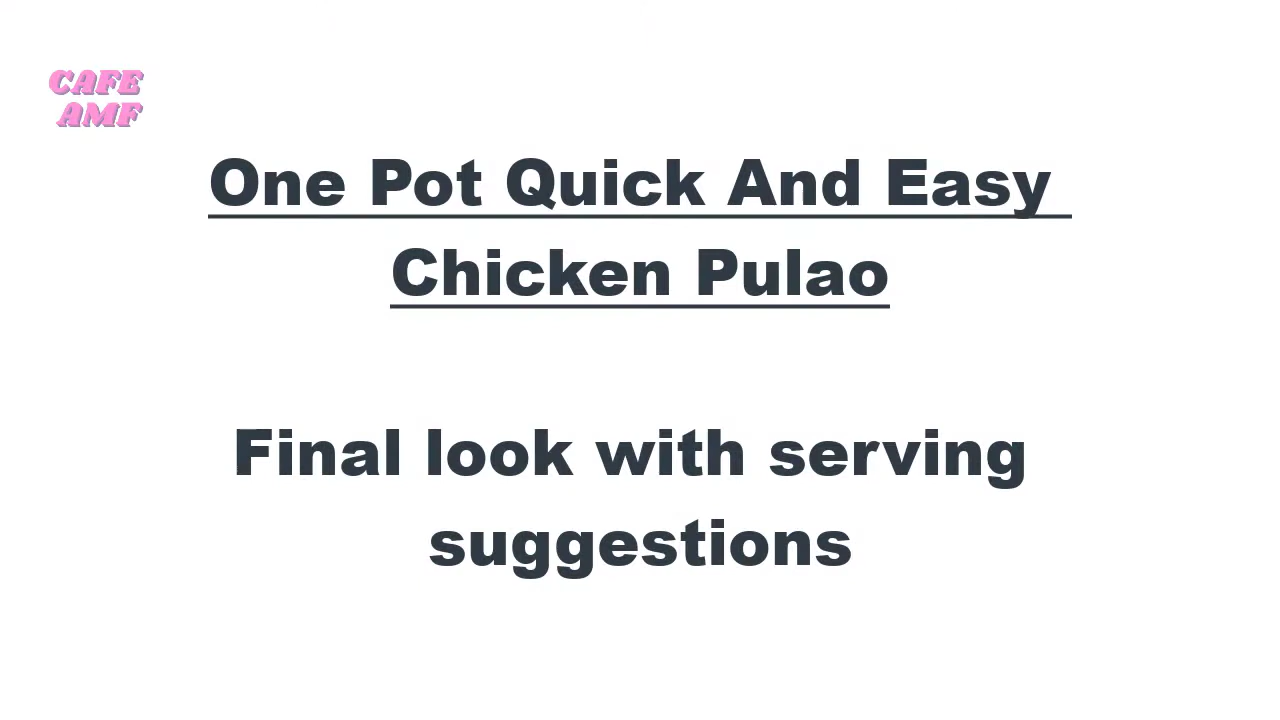 CAFE
AMF
One Pot Quick And Easy
Chicken Pulao
Final look with serving
suggestions